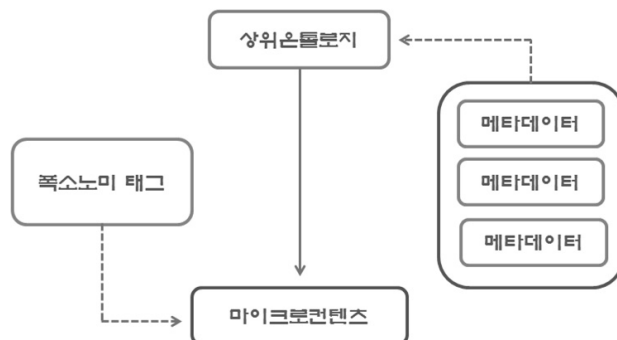 상위온톨로지
메타데이터
메타데이터
폭소노미 태그
메타데이터
마이크로컨텐츠